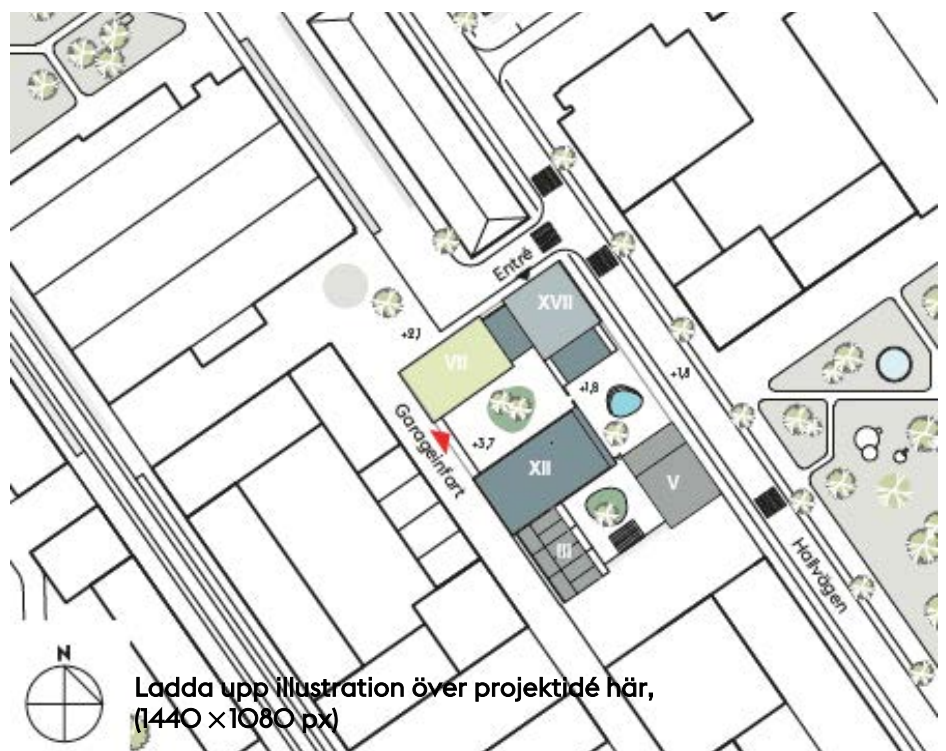 Entré
XVII
+2,1
VII
+1,8
+1,8
Garageinfart
+3,7
XII
V
III
Hallvägen
N
Ladda upp illustration över projektidé här,
(1440 × 1080 px)